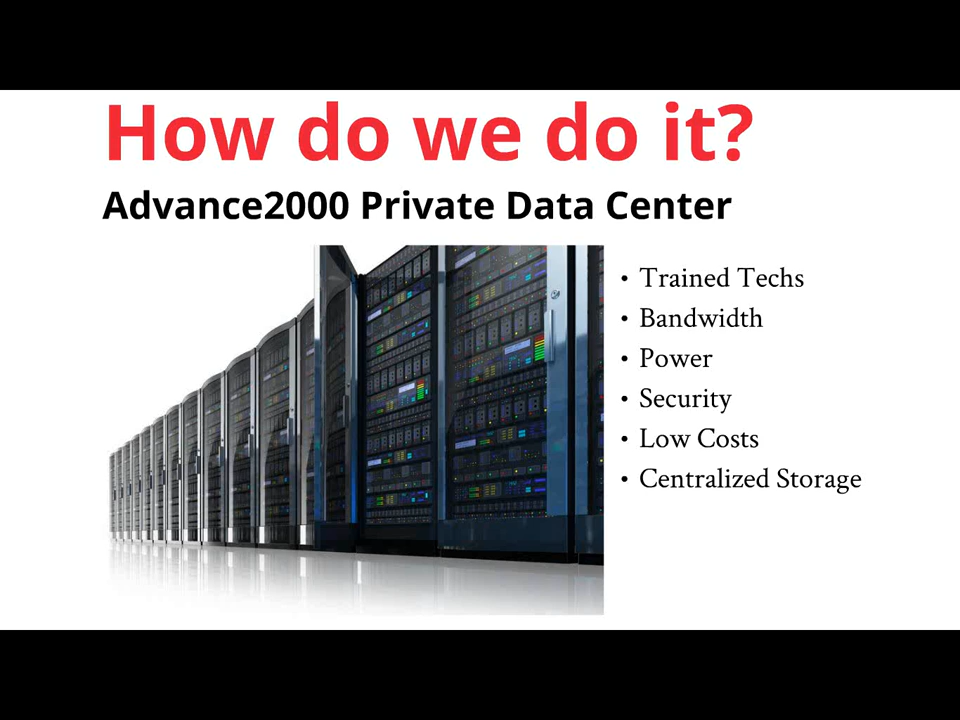 How do we do it?
Advance2000 Private Data Center
• Trained Techs
• Bandwidth
• Power
• Security
• Low Costs
• Centralized Storage